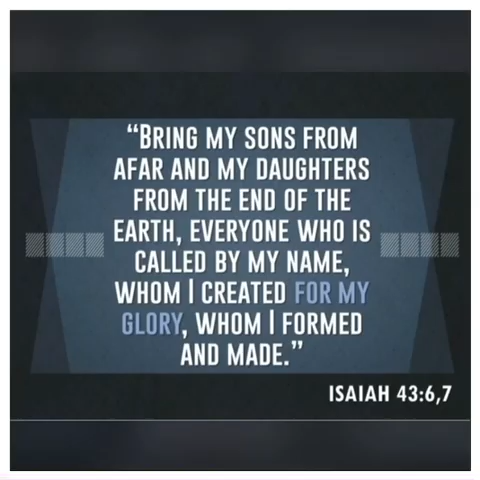 “BRING MY SONS FROM
AFAR AND MY DAUGHTERS
FROM THE END OF THE
EARTH, EVERYONE WHO IS
CALLED BY MY NAME,
WHOM I CREATED FOR MY
GLORY, WHOM I FORMED
AND MADE.”
ISAIAH 43:6,7